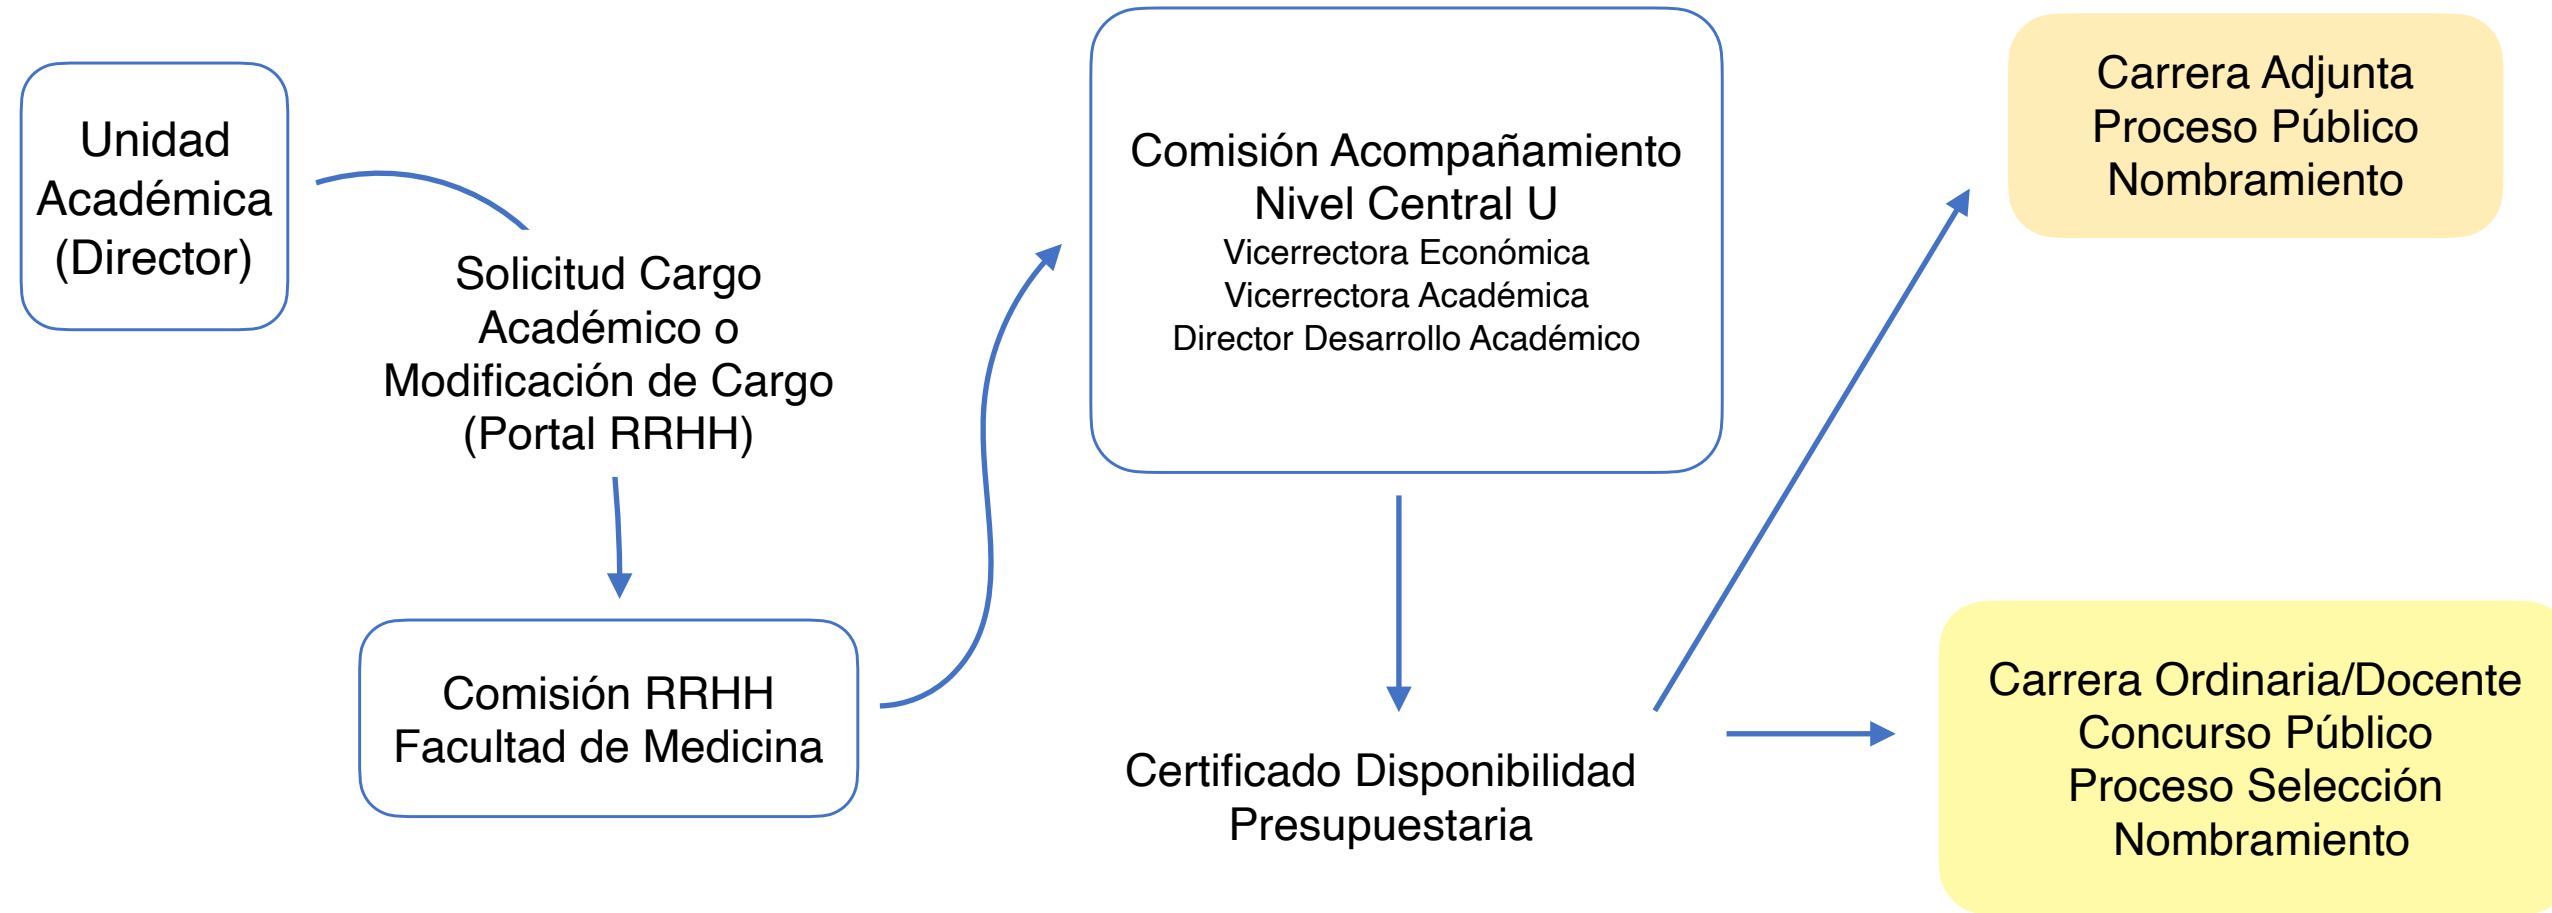 Unidad
Académica
(Director)
Solicitud Cargo
Académico o
Modificación de Cargo
(Portal RRHH)
Comisión RRHH
Facultad de Medicina
Comisión Acompañamiento
Nivel Central U
Vicerrectora Económica
Vicerrectora Académica
Director Desarrollo Académico
Certificado Disponibilidad
Presupuestaria
Carrera Adjunta
Proceso Público
Nombramiento
Carrera Ordinaria/Docente
Concurso Público
Proceso Selección
Nombramiento